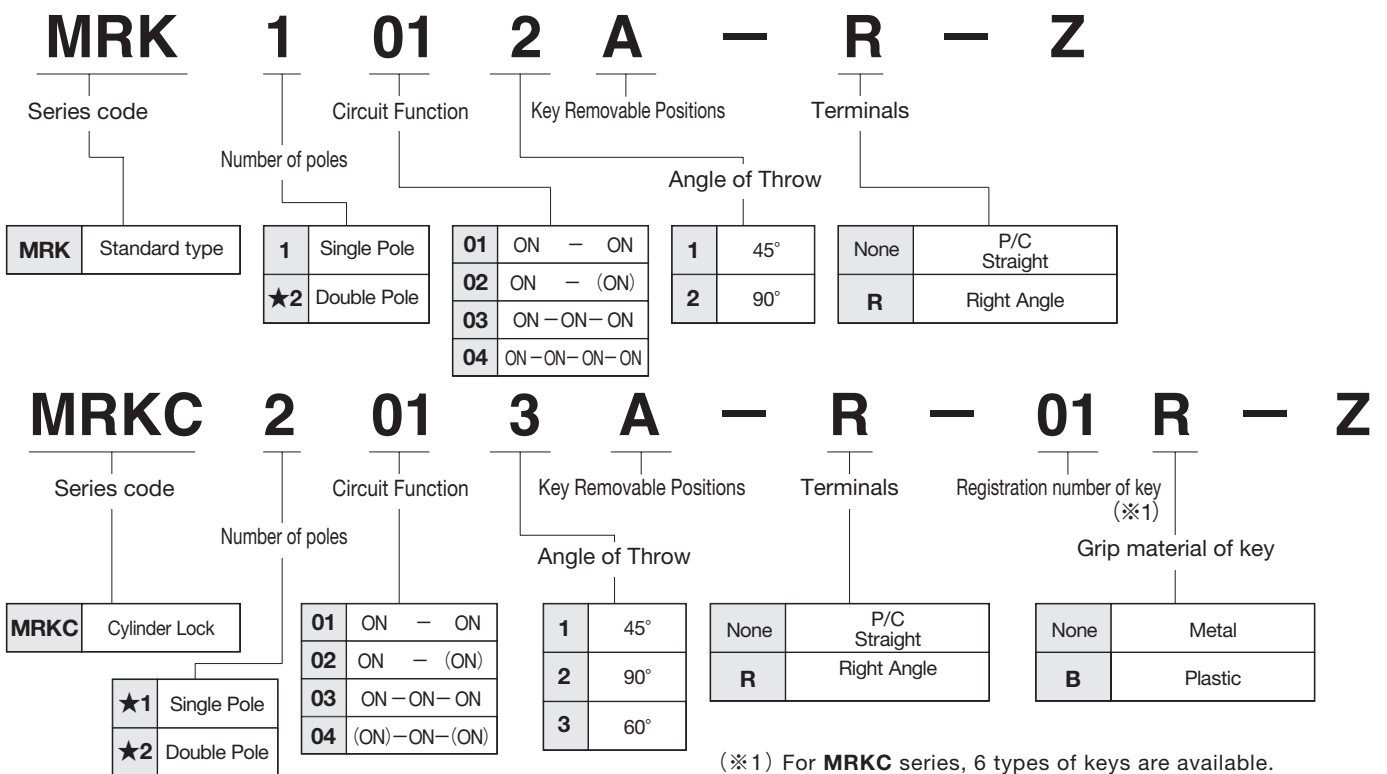 MRK 1 01 2 A － R － Z
Series code
Circuit Function
Key Removable Positions
Terminals
Number of poles
Angle of Throw
MRK Standard type
1 Single Pole
★2 Double Pole
01 ON － ON
02 ON － (ON)
03 ON－ON－ON
04 ON－ON－ON－ON
1 45°
2 90°
None P/C
Straight
R Right Angle
MRKC 2 01 3 A － R － 01 R － Z
Series code
Circuit Function
Key Removable Positions
Terminals
Registration number of key
(※1)
Number of poles
Angle of Throw
Grip material of key
MRKC Cylinder Lock
★1 Single Pole
★2 Double Pole
01 ON － ON
02 ON － (ON)
03 ON－ON－ON
04 (ON)－ON－(ON)
1 45°
2 90°
3 60°
None P/C
Straight
R Right Angle
None Metal
B Plastic
(※1) For MRKC series, 6 types of keys are available.